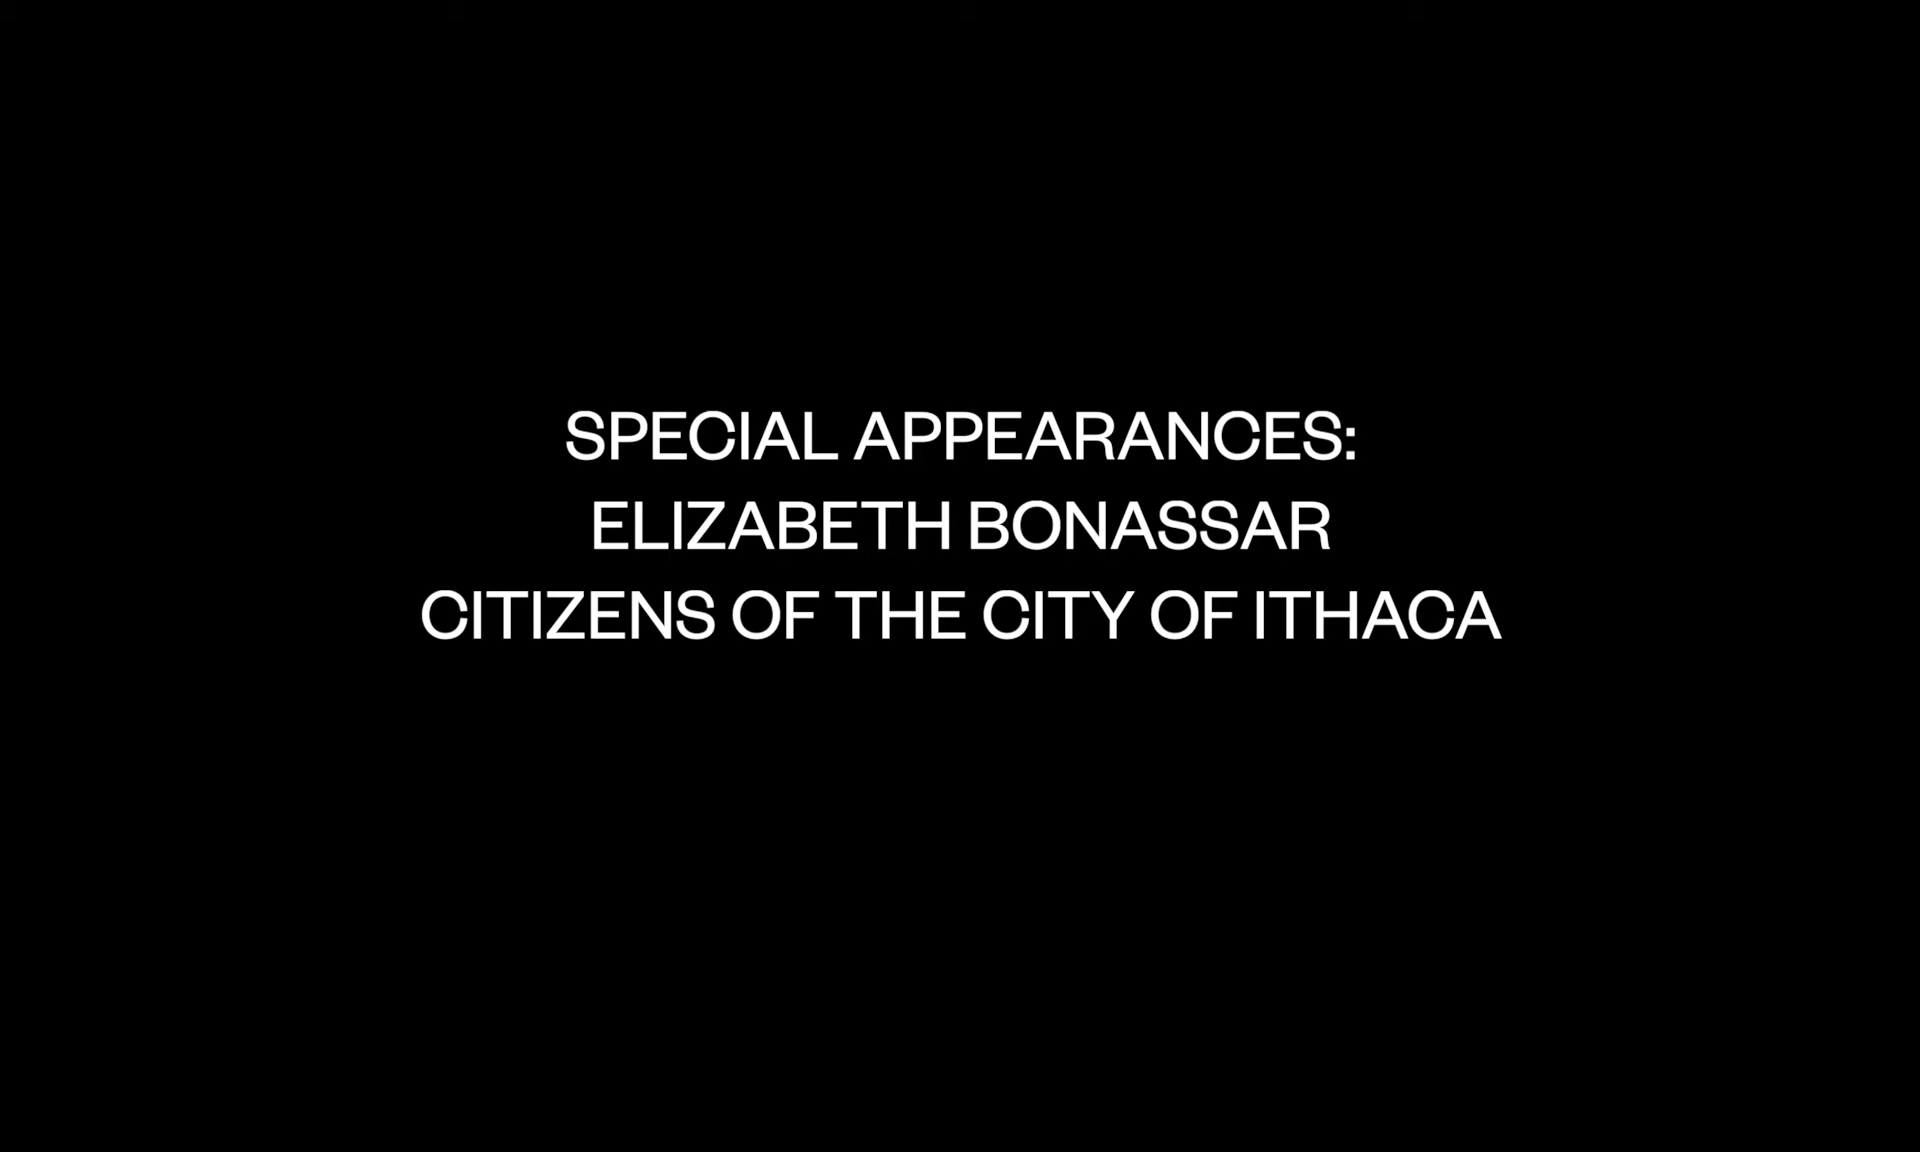 SPECIAL APPEARANCES:
ELIZABETH BONASSAR
CITIZENS OF THE CITY OF ITHACA